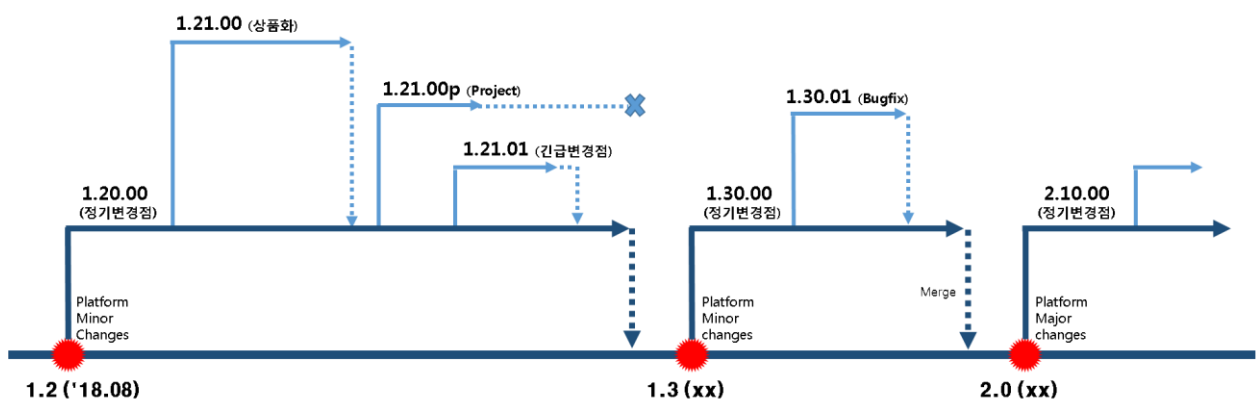 1.21.00 (상품화)
1.21.00p (Project)
1.30.01 (Bugfix)
1.21.01 (긴급변경점)
1.20.00
(정기변경점)
1.30.00
(정기변경점)
2.10.00
(정기변경점)
Platform
Minor
Changes
Platform
Minor
changes
Merge
Platform
Major
changes
1.2 ('18.08)
1.3 (xx)
2.0 (xx)